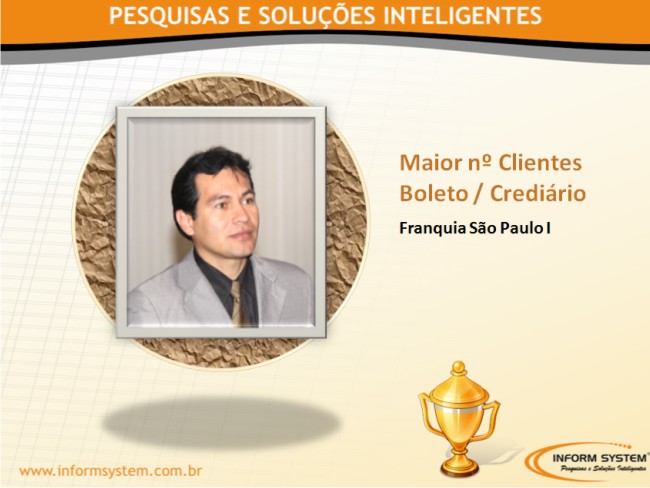 PESQUISAS E SOLUÇÕES INTELIGENTES
Maior nº Clientes
Boleto / Crediário
Franquia São Paulo I
INFORM SYSTEM
Pesquisas e Soluções Inteligentes
www.informsystem.com.br